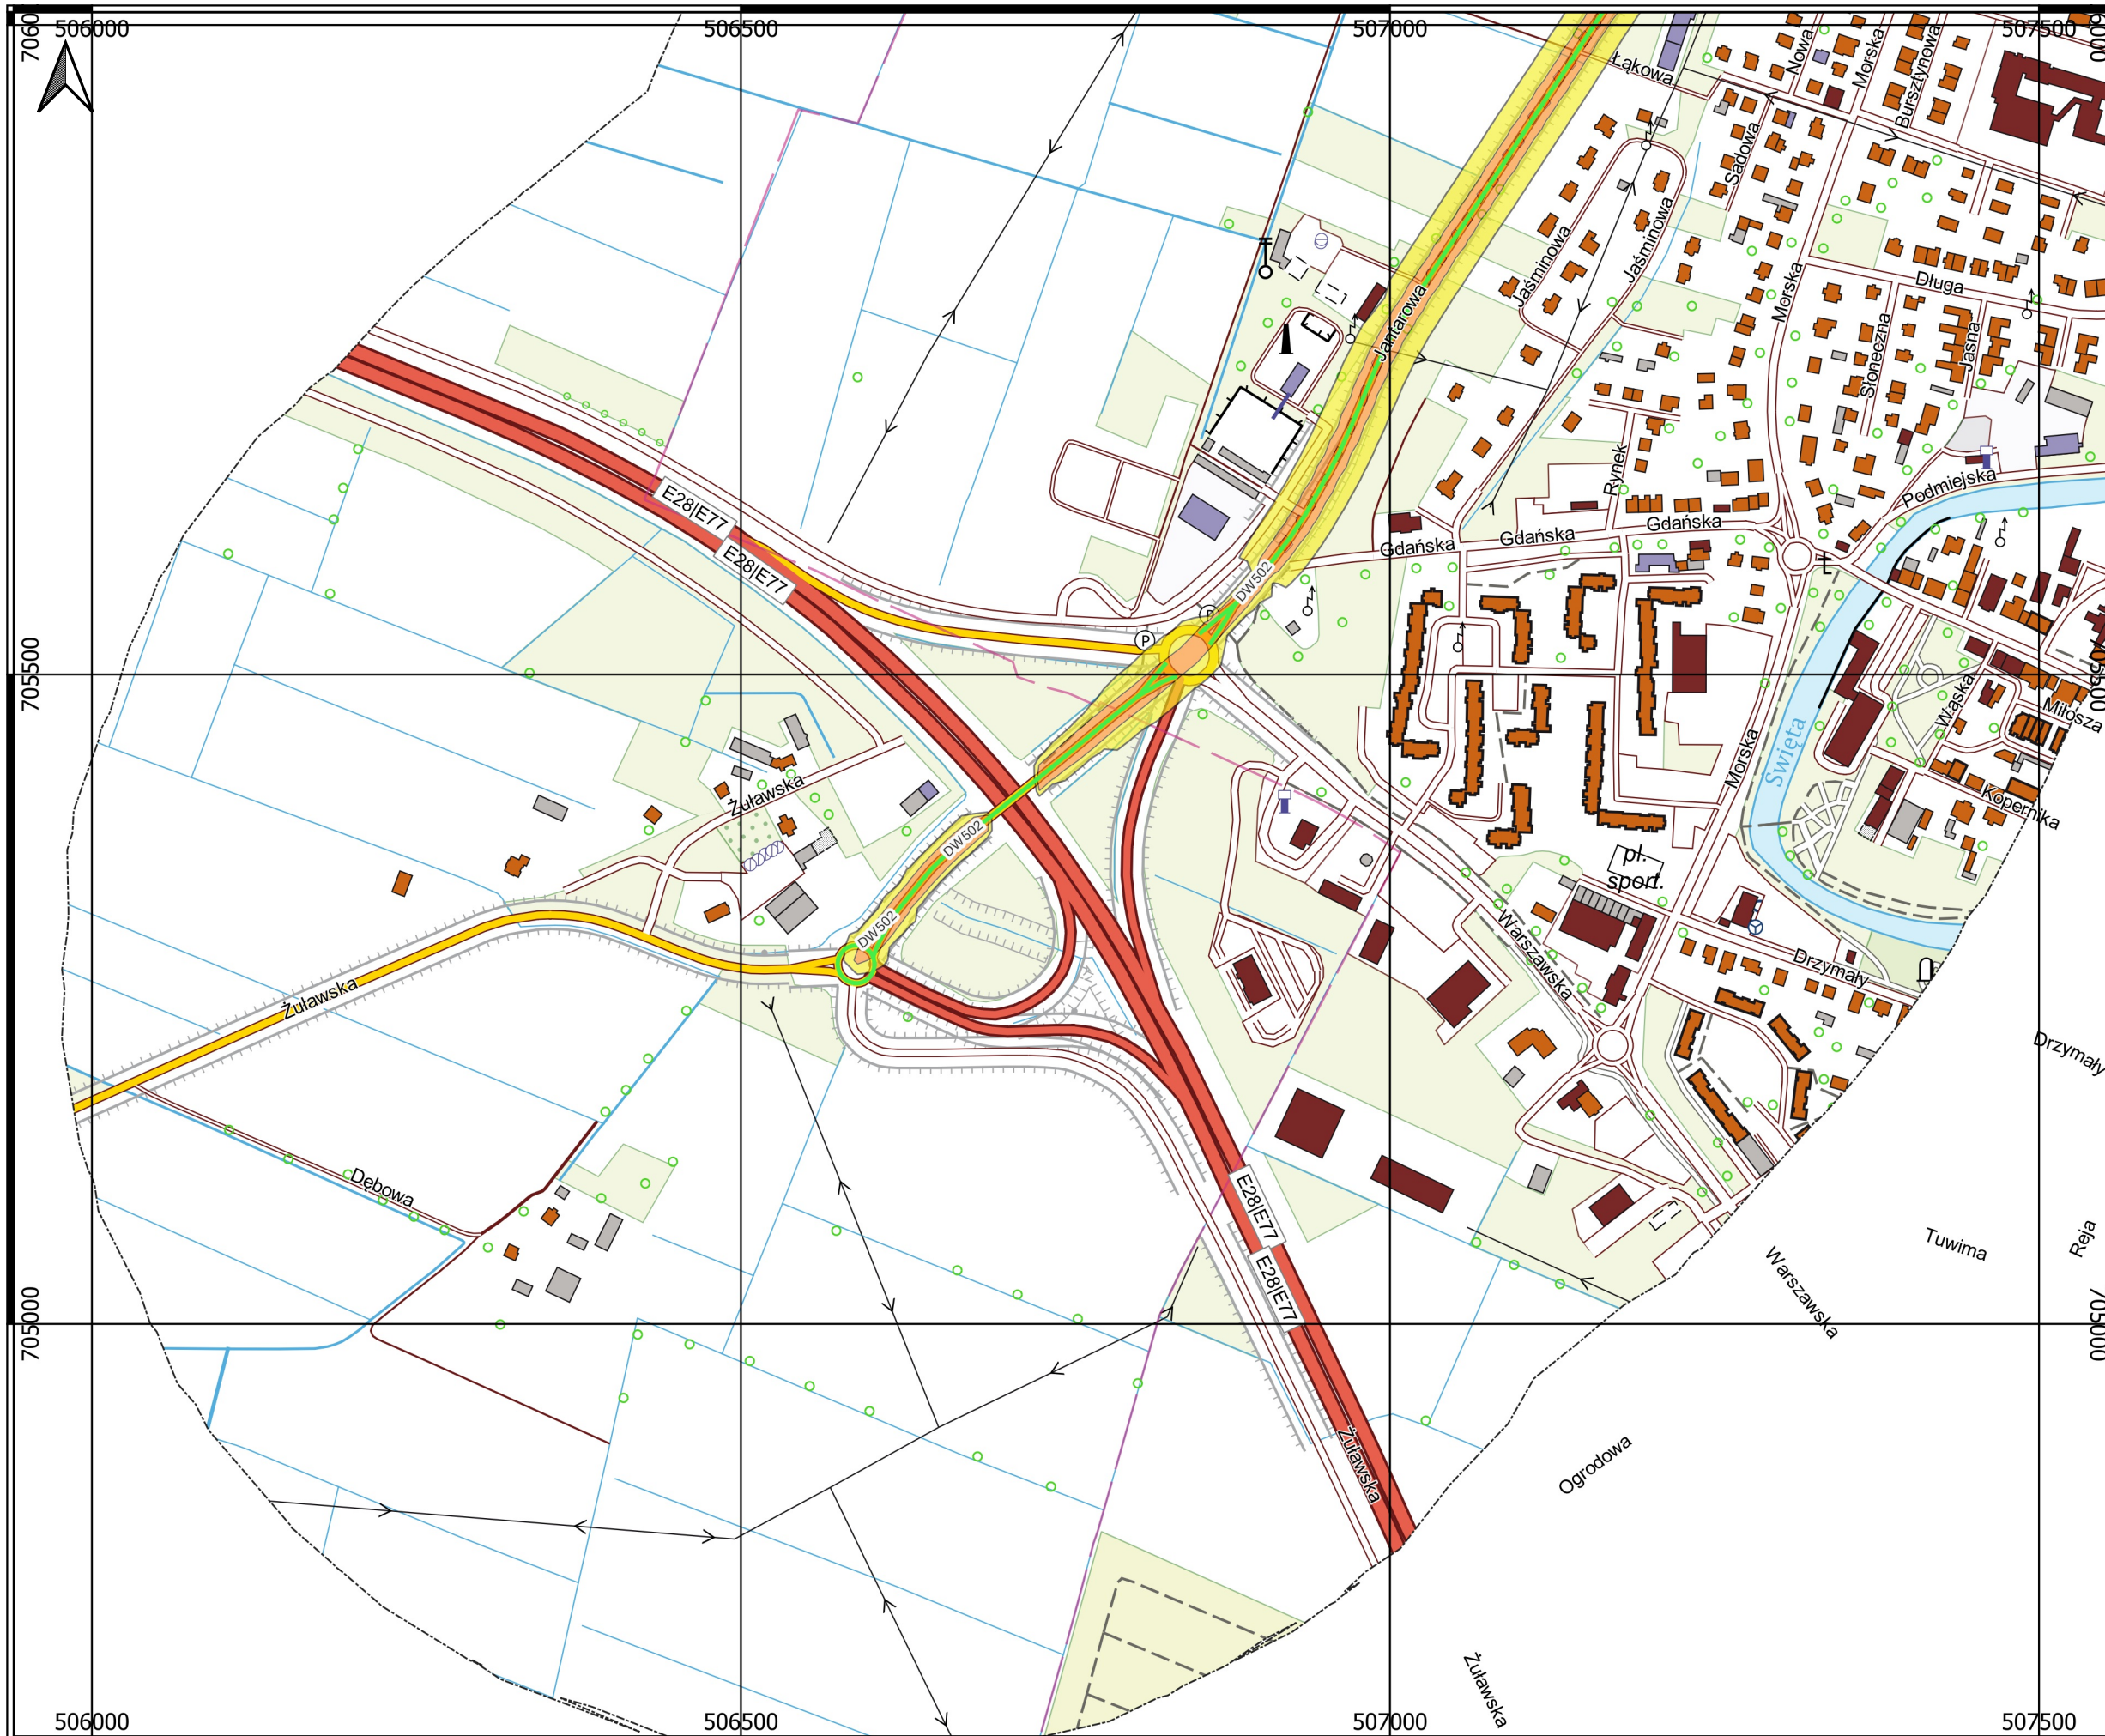 506000
506500
507000
507500
Łąkowa
Nowa
Morska
Bursztynowa
Sadowa
Jaśminowa
Jaśminowa
Morska
Długa
Jantarowa
Słoneczna
Jasna
E28|E77
Rynek
Podmiejska
E28|E77
Gdańska
Gdańska
Gdańska
DW502
P
P
705500
Święta
Wąska
Miłosza
Żuławska
Morska
Kopernika
DW502
pl.
sport.
DW502
Warszawska
Drzymały
Żuławska
Drzymały
Dębowa
E28|E77
Tuwima
Reja
E28|E77
Warszawska
705000
Żuławska
Ogrodowa
Żuławska
506000
506500
507000
507500